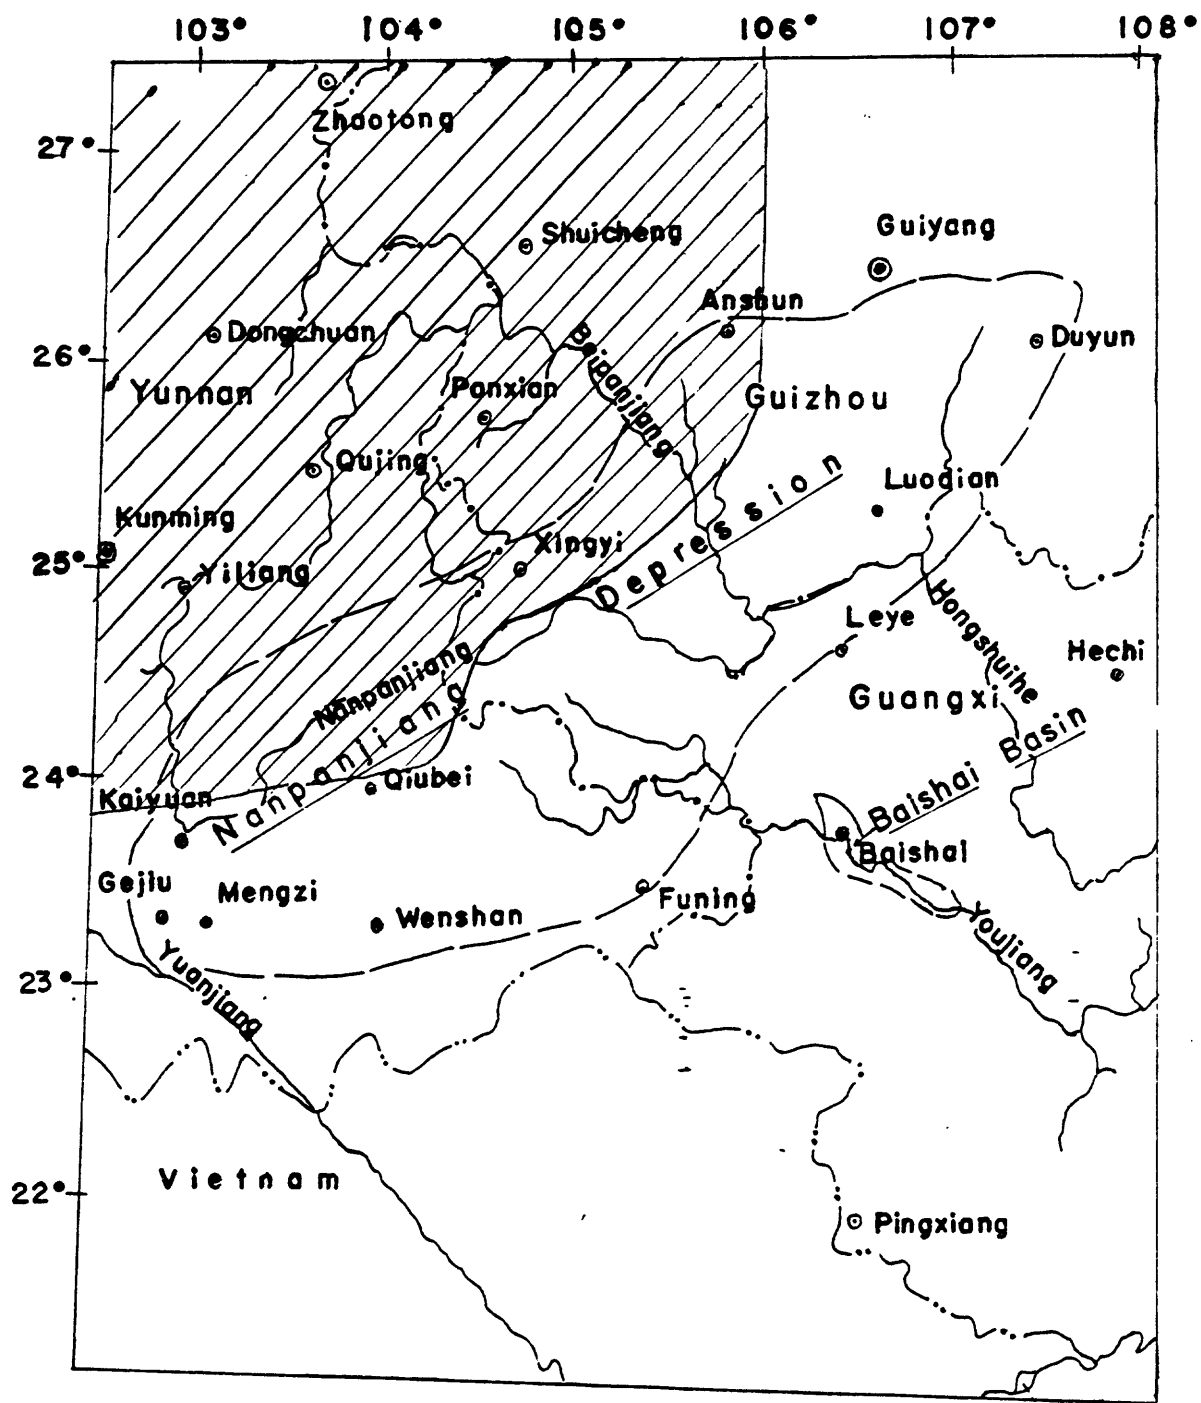 103° 104° 105° 106° 107° 108°
Zhaotong
27°
Shuicheng
Guiyang
Anshun
Dongchuan
Beipanjiang
Duyun
26°
Yunnan
Panxian
Guizhou
Qujing
Luodian
Kunming
Xingyi
25°
Yiliang
Nanpanjiang Depression
Leye
Hongshuihe
Hechi
Nanpanjiang
Guangxi
24°
Qiubei
Kaiyuan
Baishai Basin
Baishai
Gejiu
Mengzi
Wenshan
Funing
Youjiang
Yuanjiang
23°
Vietnam
22°
Pingxiang